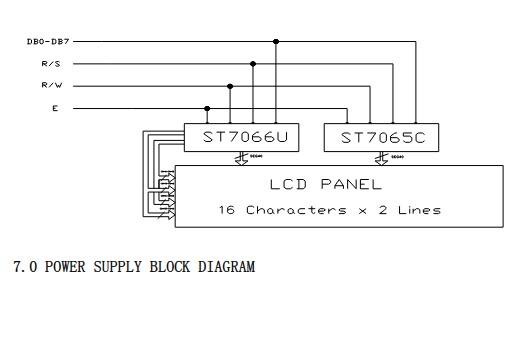 DB0-DB7
R/S
R/W
E
ST7066U
ST7065C
SEG40
SEG40
LCD PANEL
16 Characters x 2 Lines
7.0 POWER SUPPLY BLOCK DIAGRAM